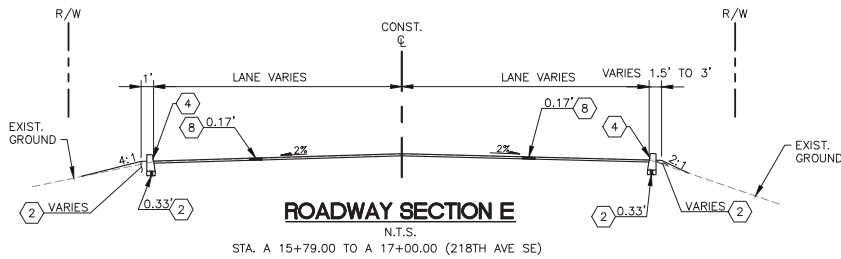 R/W
R/W
CONST.
℄
1'
LANE VARIES
LANE VARIES
VARIES 1.5' TO 3'
4
8
0.17'
0.17'
8
4
EXIST.
GROUND
4:1
2%
2%
2:1
EXIST.
GROUND
2
VARIES
0.33'
2
2
0.33'
VARIES
2
ROADWAY SECTION E
N.T.S.
STA. A 15+79.00 TO A 17+00.00 (218TH AVE SE)